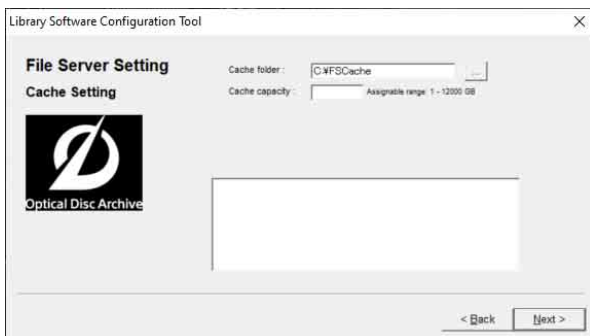 Library Software Configuration Tool
File Server Setting
Cache folder :
C:¥FSCache
...
Cache Setting
Cache capacity :
Assignable range: 1 - 12000 GB
Optical Disc Archive
< Back
Next >